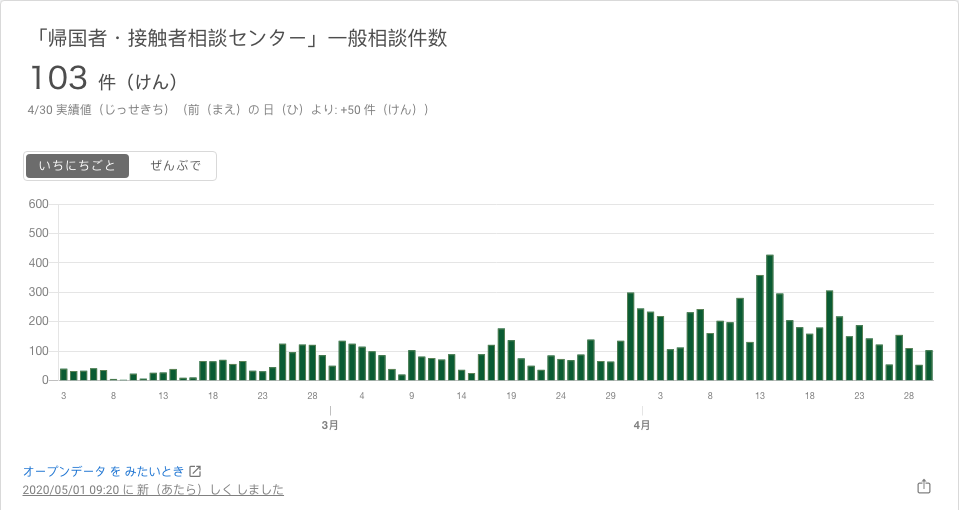 「帰国者・接触者相談センター」一般相談件数
103 件（けん）
4/30 実績値（じっせきち）（前（まえ）の 日（ひ）より: +50 件（けん））
いちにちごと ぜんぶで
600
500
400
300
200
100
0
3 8 13 18 23 28 4 9 14 19 24 29 3 8 13 18 23 28
3月 4月
オープンデータ を みたいとき
2020/05/01 09:20 に 新（あたら）しく しました